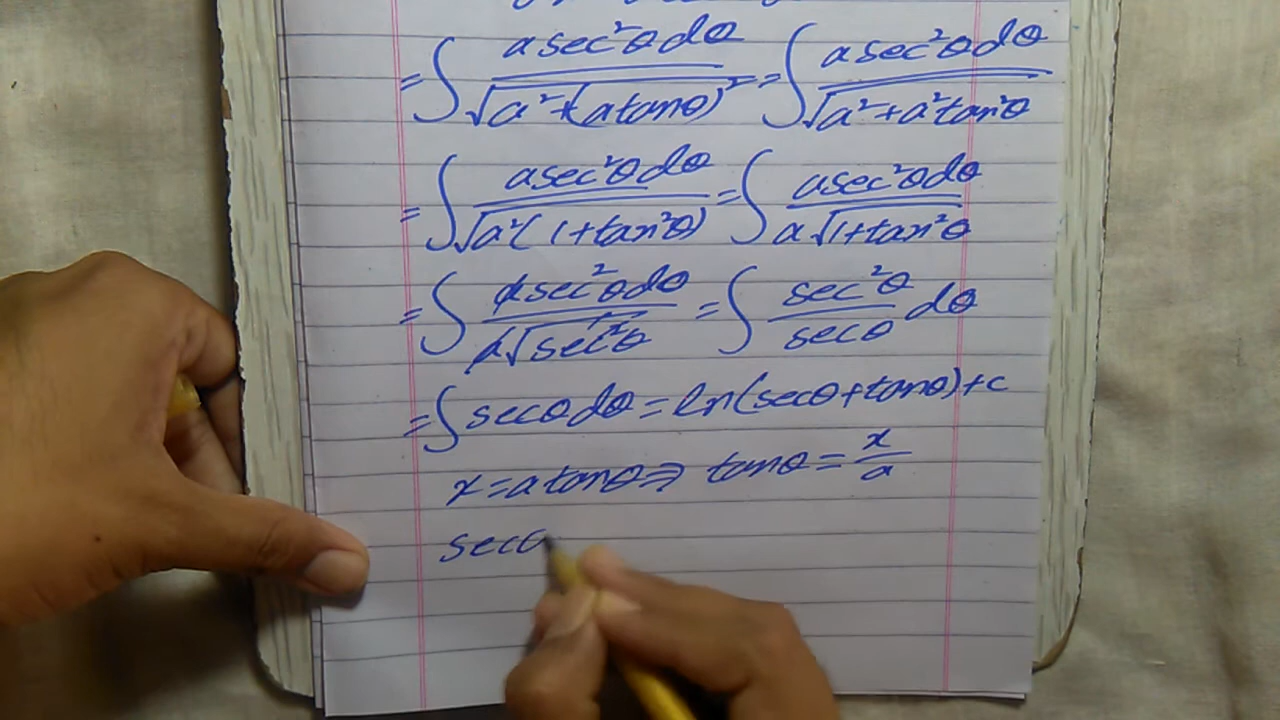 = ∫ a sec²θ dθ / √(a² + (a tanθ)²) = ∫ a sec²θ dθ / √(a² + a² tan²θ)
= ∫ a sec²θ dθ / √(a² (1 + tan²θ)) = ∫ a sec²θ dθ / a √(1 + tan²θ)
= ∫ a sec²θ dθ / a √(sec²θ) = ∫ sec²θ / secθ dθ
= ∫ secθ dθ = ln(secθ + tanθ) + c
x = a tanθ ⇒ tanθ = x/a
sec